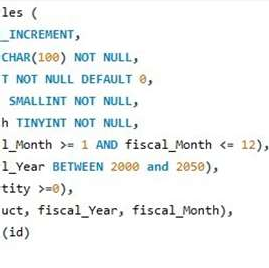 les (
_INCREMENT,
CHAR(100) NOT NULL,
T NOT NULL DEFAULT 0,
SMALLINT NOT NULL,
h TINYINT NOT NULL,
l_Month >= 1 AND fiscal_Month <= 12),
l_Year BETWEEN 2000 and 2050),
tity >=0),
uct, fiscal_Year, fiscal_Month),
(id)